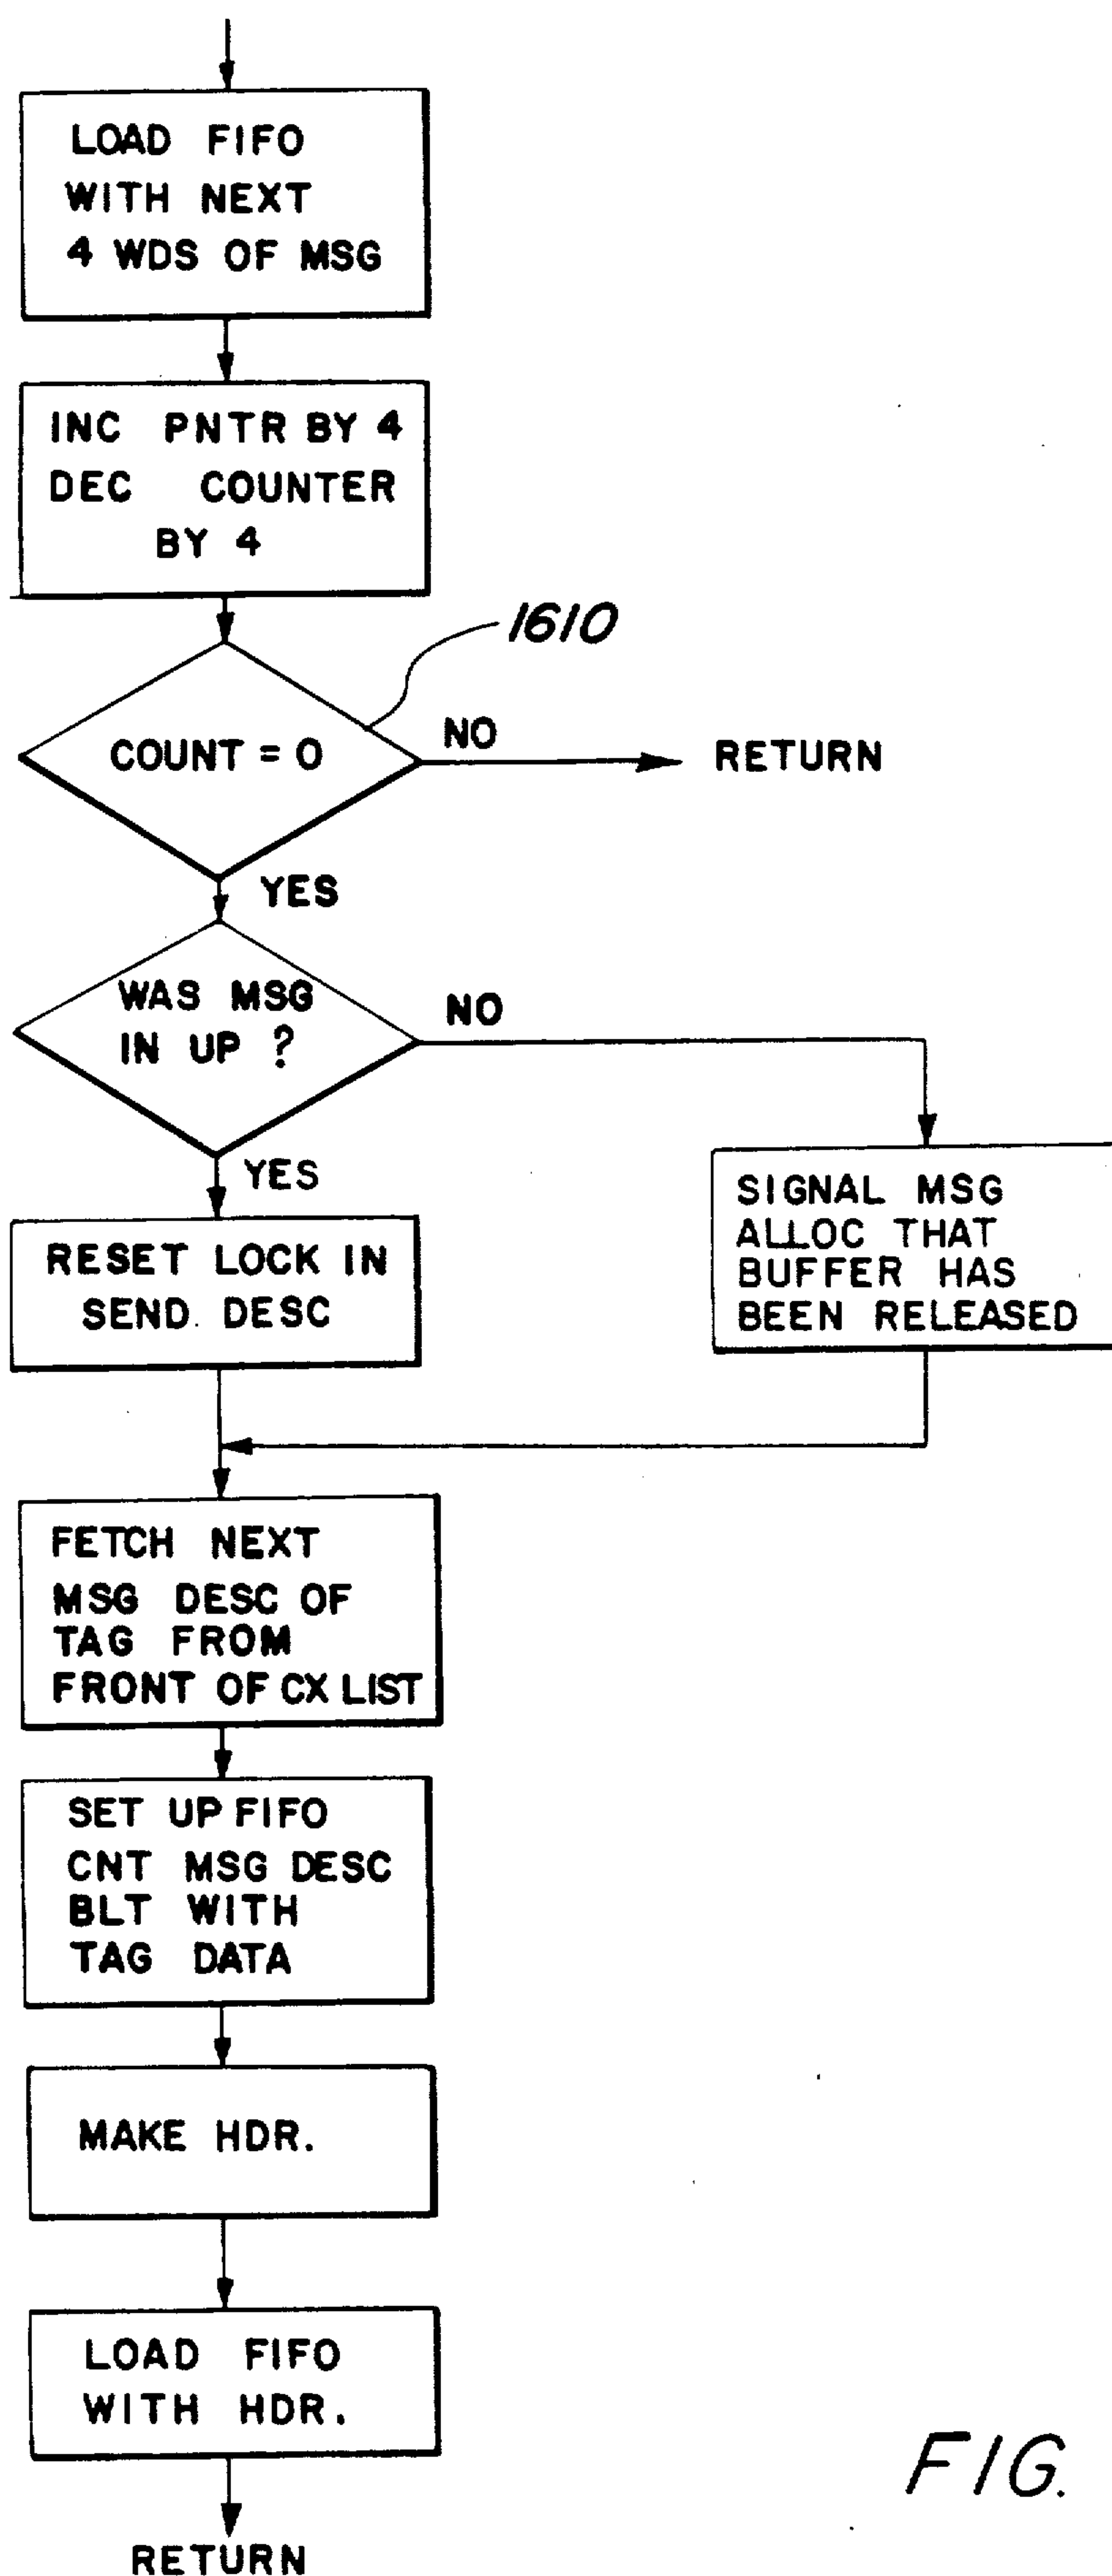 LOAD FIFO
WITH NEXT
4 WDS OF MSG
INC PNTR BY 4
DEC COUNTER
BY 4
1610
COUNT = 0
NO
RETURN
YES
WAS MSG
IN UP ?
NO
YES
RESET LOCK IN
SEND DESC
SIGNAL MSG
ALLOC THAT
BUFFER HAS
BEEN RELEASED
FETCH NEXT
MSG DESC OF
TAG FROM
FRONT OF CX LIST
SET UP FIFO
CNT MSG DESC
BLT WITH
TAG DATA
MAKE HDR.
LOAD FIFO
WITH HDR.
RETURN
FIG.